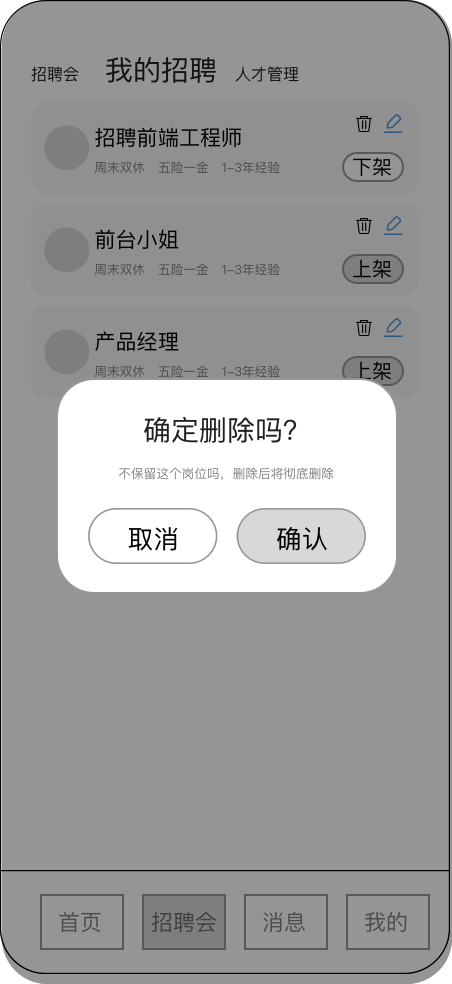 招聘会 我的招聘 人才管理
招聘前端工程师
周末双休 五险一金 1-3年经验
下架
前台小姐
周末双休 五险一金 1-3年经验
上架
产品经理
周末双休 五险一金 1-3年经验
上架
确定删除吗?
不保留这个岗位吗，删除后将彻底删除
取消 确认
首页 招聘会 消息 我的